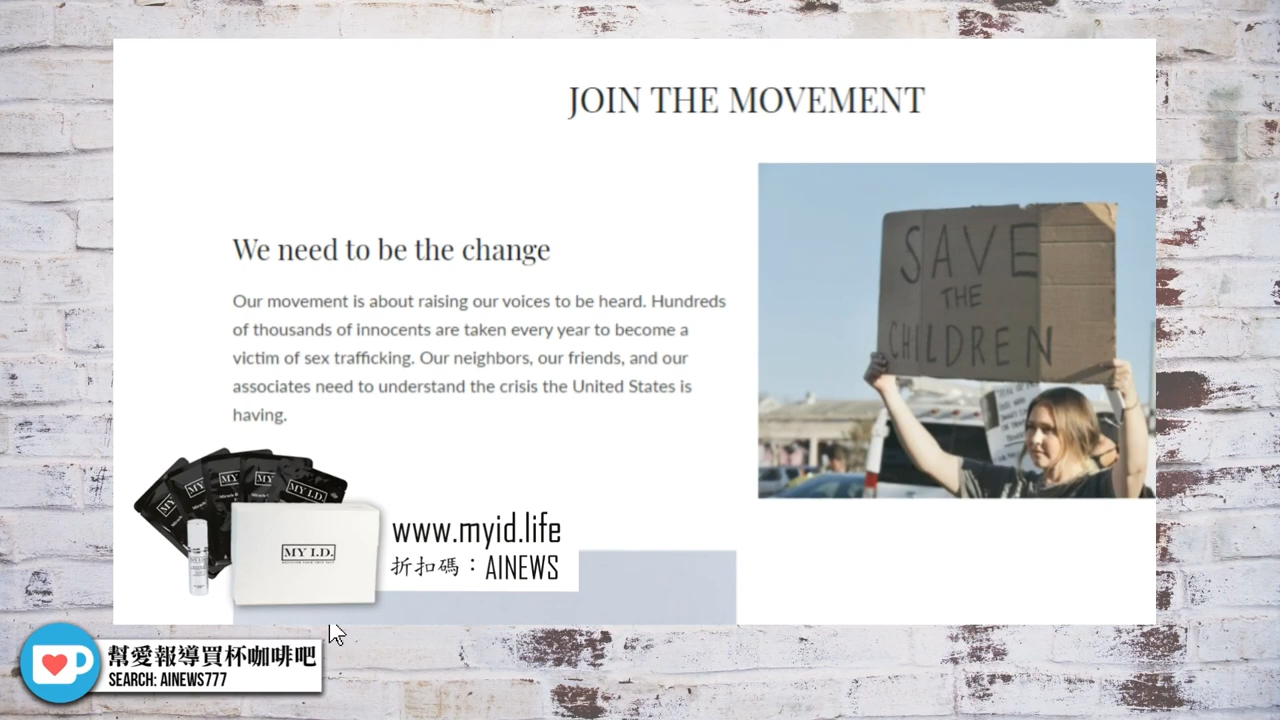 JOIN THE MOVEMENT
We need to be the change
Our movement is about raising our voices to be heard. Hundreds
of thousands of innocents are taken every year to become a
victim of sex trafficking. Our neighbors, our friends, and our
associates need to understand the crisis the United States is
having.
SAVE
THE
CHILDREN
MY I.D.
MY I.D.
www.myid.life
折扣碼：AINEWS
幫愛報導買杯咖啡吧
SEARCH: AINEWS777